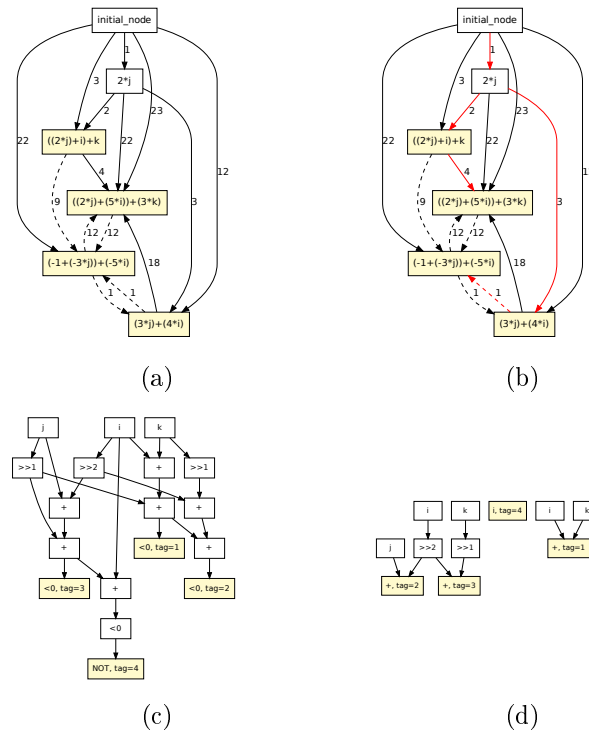 initial_node
1
2*j
3
2
23
22
22
12
((2*j)+i)+k
4
9
3
((2*j)+(5*i))+(3*k)
12
12
(-1+(-3*j))+(-5*i)
18
1
1
(3*j)+(4*i)
(a)
initial_node
1
2*j
3
2
23
22
22
1
((2*j)+i)+k
4
9
3
((2*j)+(5*i))+(3*k)
12
12
(-1+(-3*j))+(-5*i)
18
1
1
(3*j)+(4*i)
(b)
j i k
>>1 >>2 + >>1
+ + +
+ <0, tag=1 +
<0, tag=3 + <0, tag=2
<0
NOT, tag=4
(c)
i k i, tag=4 i k
j >>2 >>1 +, tag=1
+, tag=2 +, tag=3
(d)